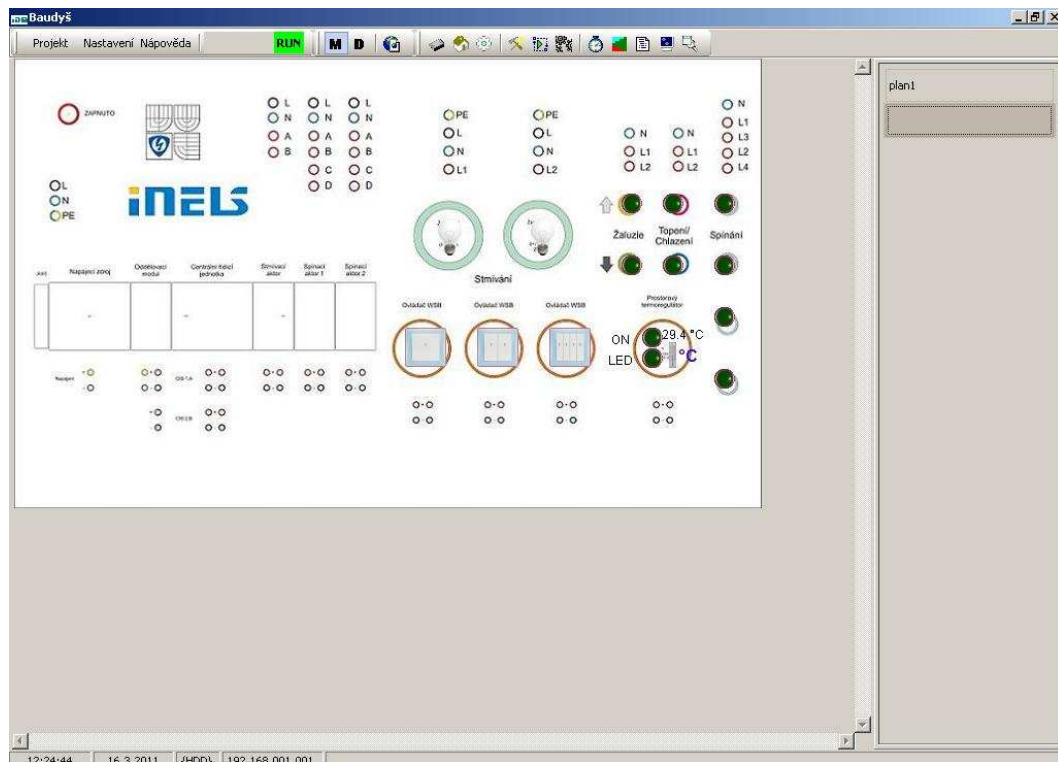 Baudyš
Projekt Nastavení Nápověda
RUN
M D
plan1
ZAPNUTO
L
N
PE
iNELS
L L L
N N N
A A A
B B B
C C
D D
PE PE
L L
N N
L1 L2
N N
L1 L1
L2 L2
N
L1
L3
L2
L4
Žaluzie
Topení/
Chlazení
Spínání
Stmívání
Napájecí zdroj
Oddělovací
modul
Centrální řídicí
jednotka
Stmívací
aktor
Spínací
aktor 1
Spínací
aktor 2
Ovladač WSB
Ovladač WSB
Ovladač WSB
Prostorový
termoregulátor
ON
29.4 °C
LED
°C
Napájení
12:24:44 16.3.2011 {HDD} 192.168.001.001